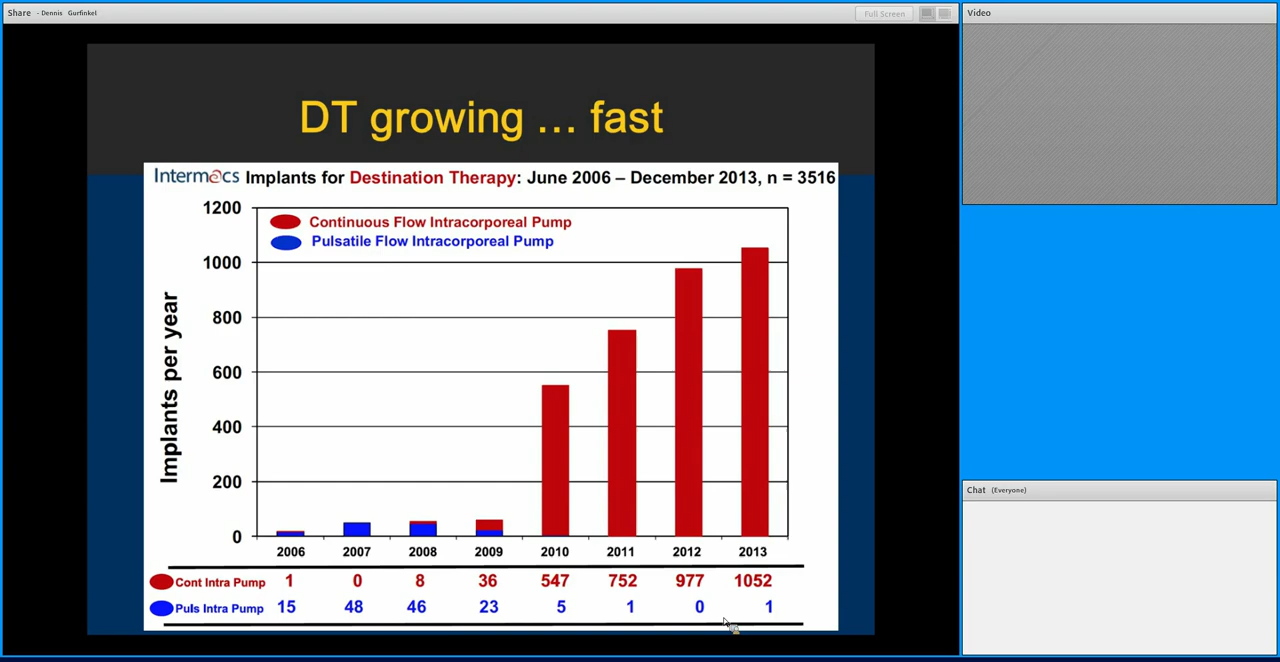 Share - Dennis Gurfinkel
Full Screen
Video
DT growing ... fast
Intermacs Implants for Destination Therapy: June 2006 – December 2013, n = 3516
Continuous Flow Intracorporeal Pump
Pulsatile Flow Intracorporeal Pump
Implants per year
1200
1000
800
600
400
200
0
2006 2007 2008 2009 2010 2011 2012 2013
Cont Intra Pump 1 0 8 36 547 752 977 1052
Puls Intra Pump 15 48 46 23 5 1 0 1
Chat (Everyone)